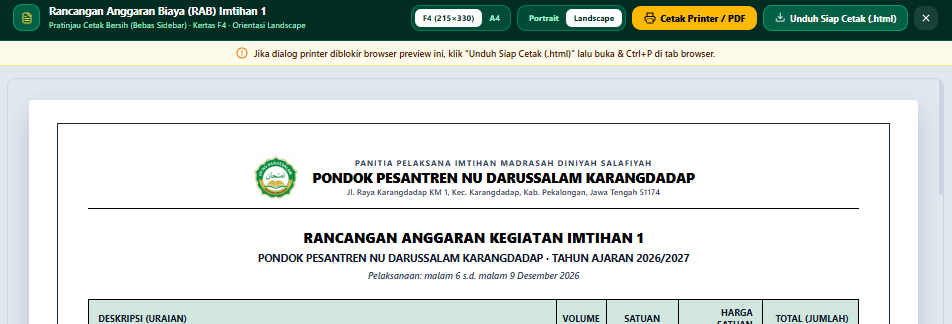 Rancangan Anggaran Biaya (RAB) Imtihan 1
Pratinjau Cetak Bersih (Bebas Sidebar) · Kertas F4 · Orientasi Landscape
F4 (215×330) A4 Portrait Landscape Cetak Printer / PDF Unduh Siap Cetak (.html)
Jika dialog printer diblokir browser preview ini, klik "Unduh Siap Cetak (.html)" lalu buka & Ctrl+P di tab browser.
PANITIA PELAKSANA IMTIHAN MADRASAH DINIYAH SALAFIYAH
PONDOK PESANTREN NU DARUSSALAM KARANGDADAP
Jl. Raya Karangdadap KM 1, Kec. Karangdadap, Kab. Pekalongan, Jawa Tengah 51174
امتحان
RANCANGAN ANGGARAN KEGIATAN IMTIHAN 1
PONDOK PESANTREN NU DARUSSALAM KARANGDADAP · TAHUN AJARAN 2026/2027
Pelaksanaan: malam 6 s.d. malam 9 Desember 2026
DESKRIPSI (URAIAN) VOLUME SATUAN HARGA SATUAN TOTAL (JUMLAH)